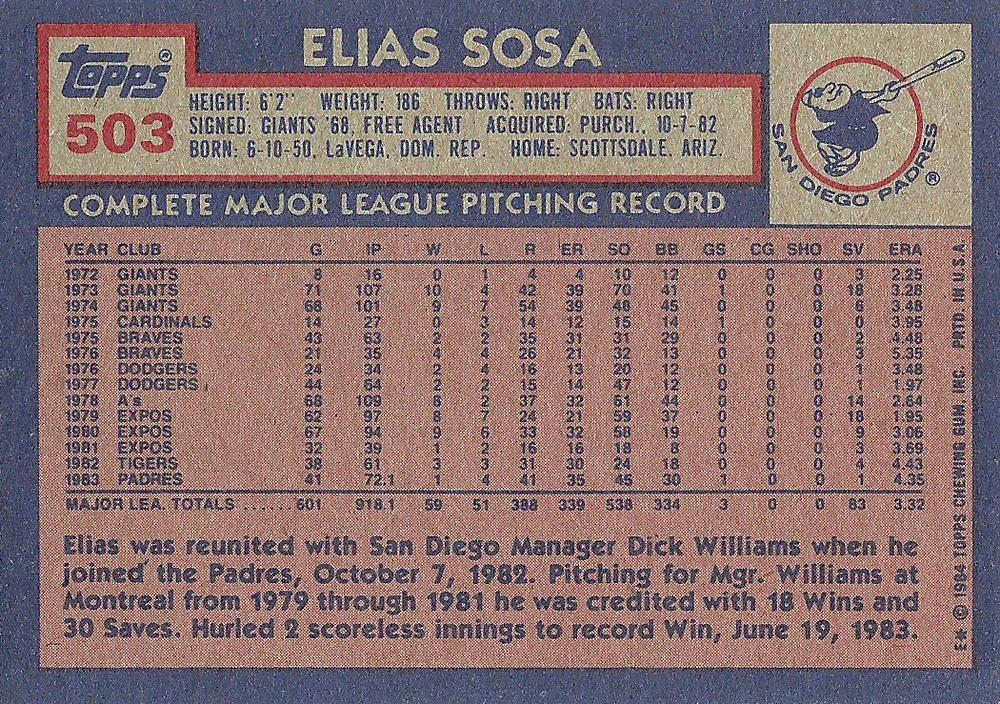 ELIAS SOSA
Topps®
503
HEIGHT: 6'2" WEIGHT: 186 THROWS: RIGHT BATS: RIGHT
SIGNED: GIANTS '68, FREE AGENT ACQUIRED: PURCH., 10-7-82
BORN: 6-10-50, LaVEGA, DOM. REP. HOME: SCOTTSDALE, ARIZ.
SAN DIEGO PADRES®
COMPLETE MAJOR LEAGUE PITCHING RECORD
YEAR CLUB G IP W L R ER SO BB GS CG SHO SV ERA
1972 GIANTS 8 16 0 1 4 4 10 12 0 0 0 3 2.25
1973 GIANTS 71 107 10 4 42 39 70 41 1 0 0 18 3.28
1974 GIANTS 68 101 9 7 54 39 48 45 0 0 0 6 3.48
1975 CARDINALS 14 27 0 3 14 12 15 14 1 0 0 0 3.95
1975 BRAVES 43 63 2 2 35 31 31 29 0 0 0 2 4.48
1976 BRAVES 21 35 4 4 26 21 32 13 0 0 0 3 5.35
1976 DODGERS 24 34 2 4 16 13 20 12 0 0 0 1 3.48
1977 DODGERS 44 64 2 2 15 14 47 12 0 0 0 1 1.97
1978 A's 68 109 8 2 37 32 61 44 0 0 0 14 2.64
1979 EXPOS 62 97 8 7 24 21 59 37 0 0 0 18 1.95
1980 EXPOS 67 94 9 6 33 32 58 19 0 0 0 9 3.06
1981 EXPOS 32 39 1 2 16 16 18 8 0 0 0 3 3.69
1982 TIGERS 38 61 3 3 31 30 24 18 0 0 0 4 4.43
1983 PADRES 41 72.1 1 4 41 35 45 30 1 0 0 1 4.35
MAJOR LEA. TOTALS ...... 601 918.1 59 51 388 339 538 334 3 0 0 83 3.32
Elias was reunited with San Diego Manager Dick Williams when he
joined the Padres, October 7, 1982. Pitching for Mgr. Williams at
Montreal from 1979 through 1981 he was credited with 18 Wins and
30 Saves. Hurled 2 scoreless innings to record Win, June 19, 1983.
E* © 1984 TOPPS CHEWING GUM, INC. PRTD. IN U.S.A.